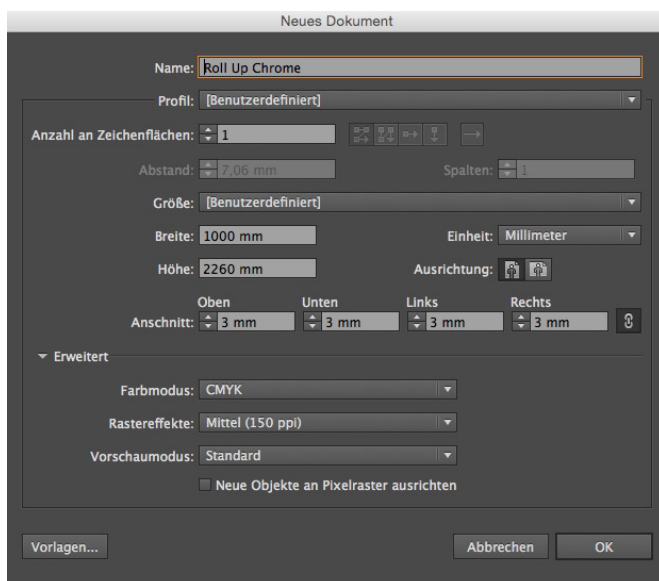 Neues Dokument
Name: Roll Up Chrome
Profil: [Benutzerdefiniert]
Anzahl an Zeichenflächen: 1
Abstand: 7,06 mm Spalten: 1
Größe: [Benutzerdefiniert]
Breite: 1000 mm Einheit: Millimeter
Höhe: 2260 mm Ausrichtung:
Oben Unten Links Rechts
Anschnitt: 3 mm 3 mm 3 mm 3 mm
Erweitert
Farbmodus: CMYK
Rastereffekte: Mittel (150 ppi)
Vorschaumodus: Standard
Neue Objekte an Pixelraster ausrichten
Vorlagen... Abbrechen OK